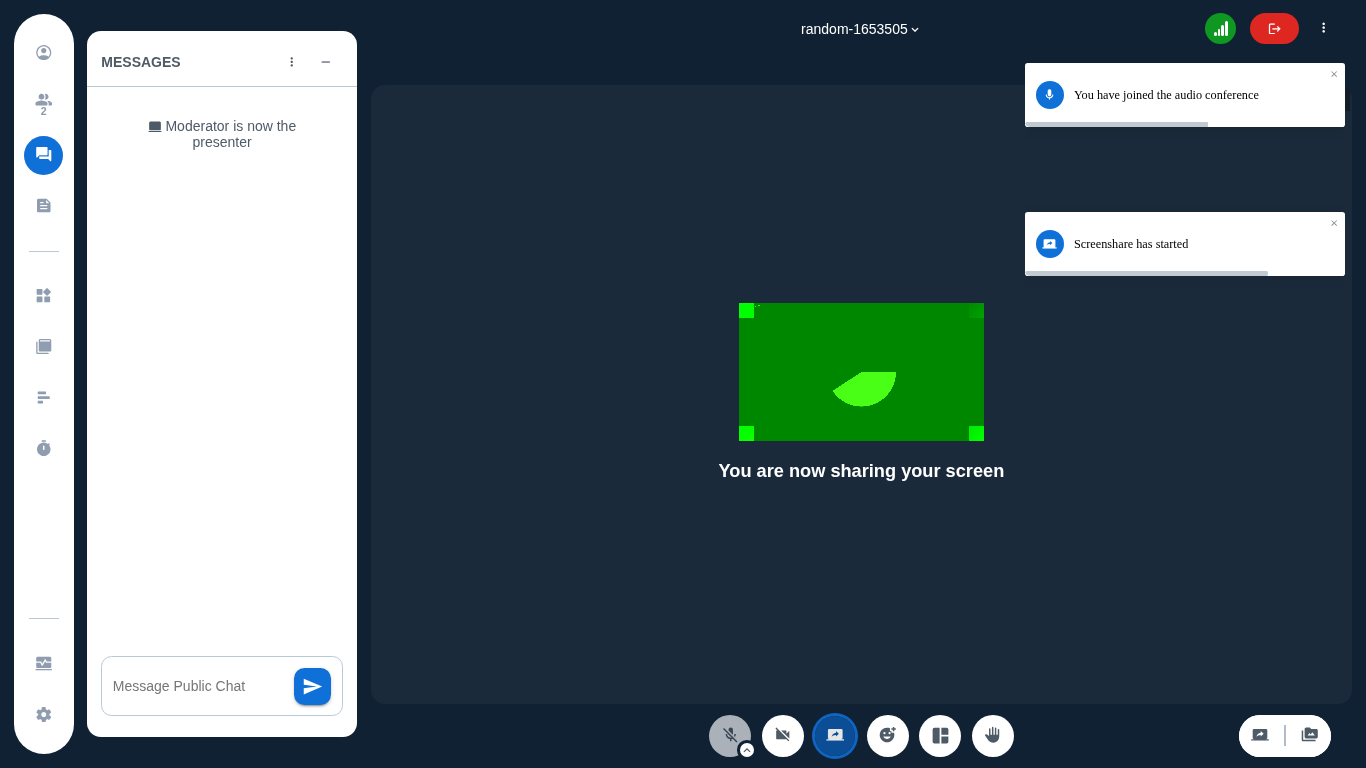 random-1653505
MESSAGES
2
Moderator is now the
presenter
You have joined the audio conference
Screenshare has started
You are now sharing your screen
Message Public Chat